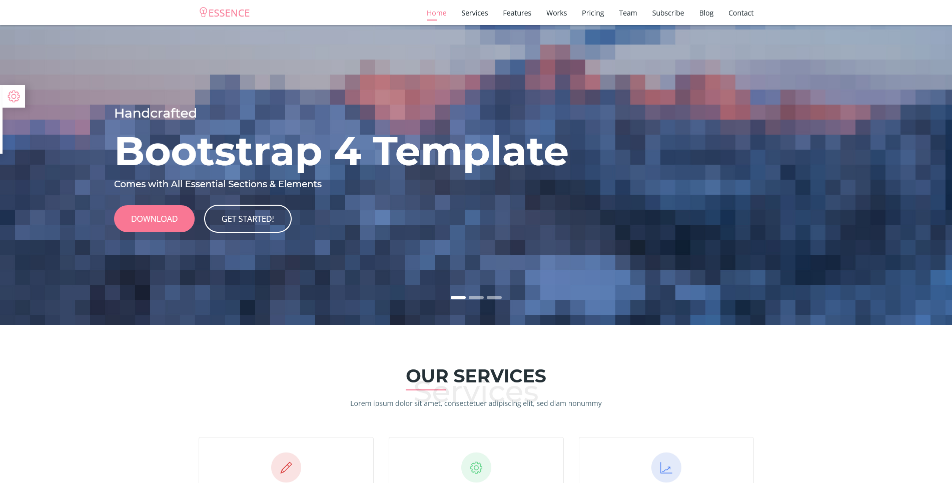 ESSENCE
Home Services Features Works Pricing Team Subscribe Blog Contact
Handcrafted
Bootstrap 4 Template
Comes with All Essential Sections & Elements
DOWNLOAD GET STARTED!
OUR SERVICES
Services
Lorem iosum dolor sit amet, consectetuer adipiscing elit, sed diam nonummy